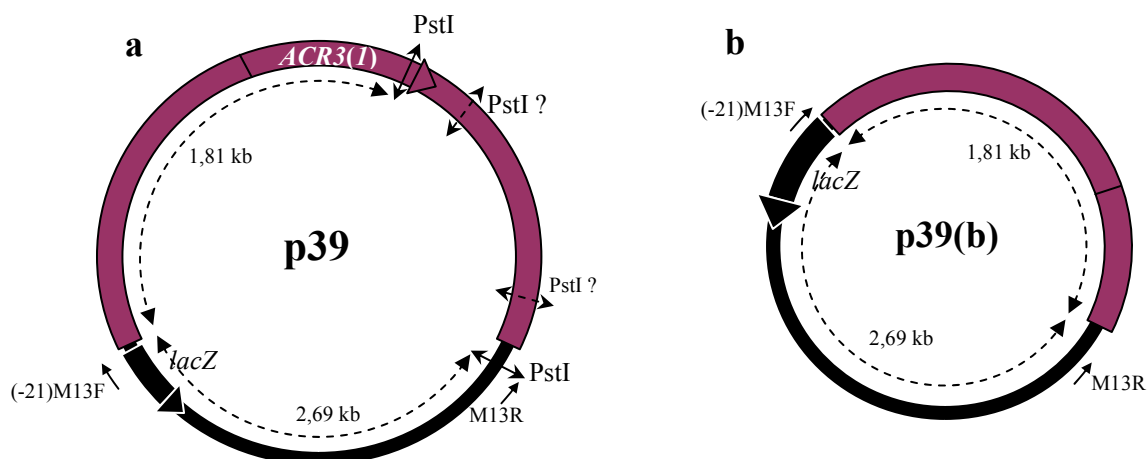 a
PstI
ACR3(1)
PstI ?
1,81 kb
p39
PstI ?
lacZ
(-21)M13F
PstI
2,69 kb
M13R
b
(-21)M13F
1,81 kb
lacZ
p39(b)
2,69 kb
M13R